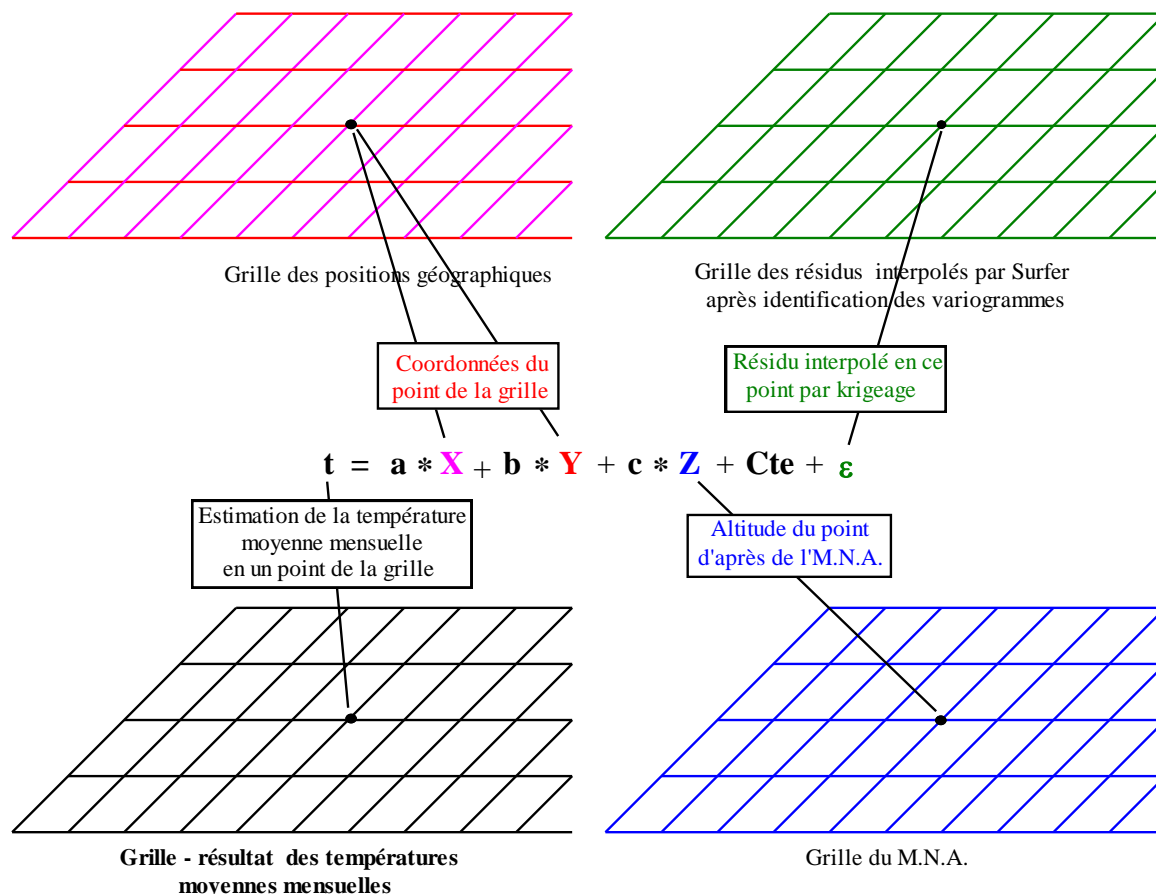 Grille des positions géographiques
Grille des résidus interpolés par Surfer
après identification des variogrammes
Coordonnées du
point de la grille
Résidu interpolé en ce
point par krigeage
t = a * X + b * Y + c * Z + Cte + ε
Estimation de la température
moyenne mensuelle
en un point de la grille
Altitude du point
d'après de l'M.N.A.
Grille - résultat des températures
moyennes mensuelles
Grille du M.N.A.